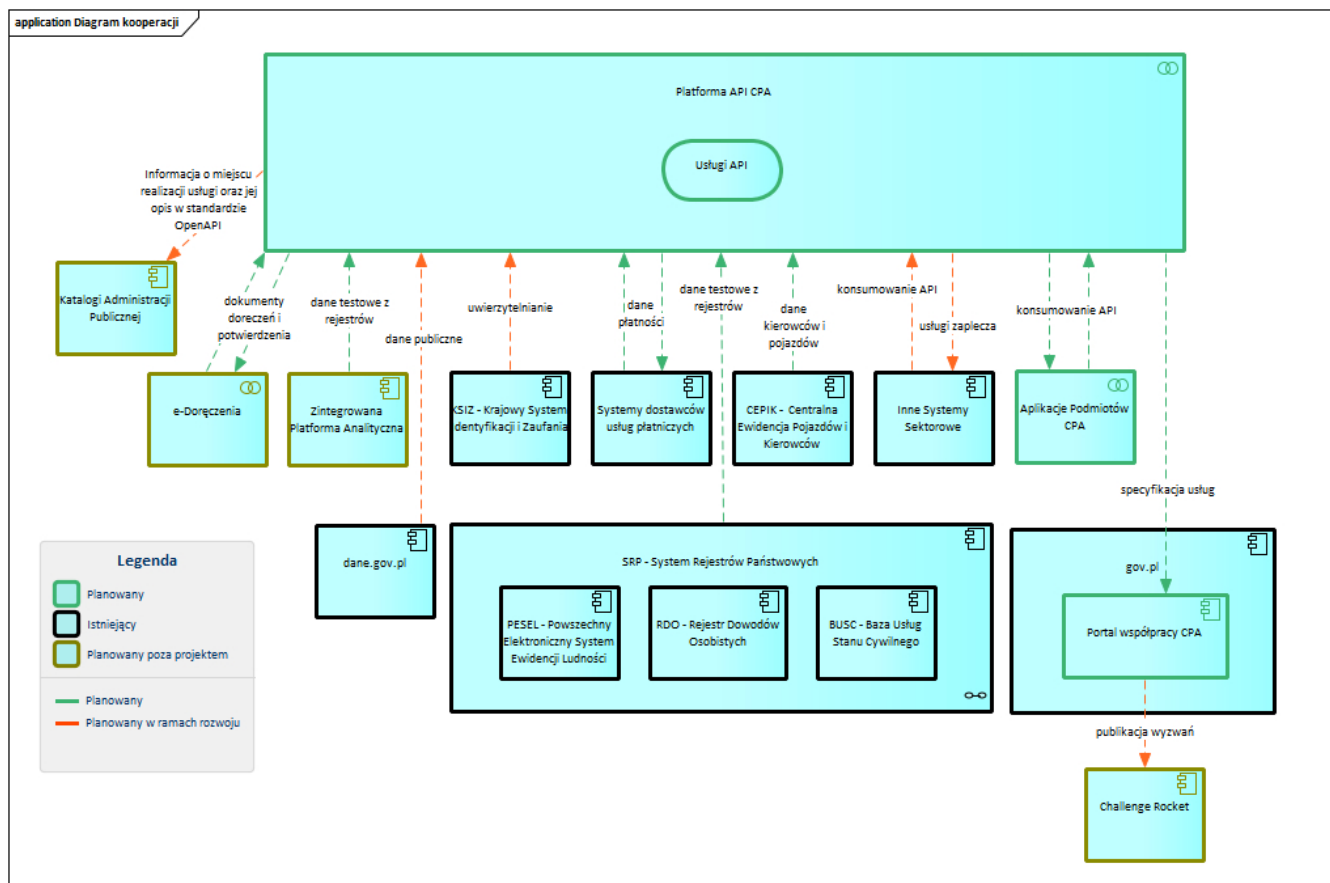 application Diagram kooperacji
Platforma API CPA
Usługi API
Informacja o miejscu
realizacji usługi oraz jej
opis w standardzie
OpenAPI
Katalogi Administracji
Publicznej
dokumenty
doreczeń i
potwierdzenia
dane testowe z
rejestrów
dane publiczne
uwierzytelnianie
dane
płatności
dane testowe z
rejestrów
dane
kierowców i
pojazdów
konsumowanie API
usługi zaplecza
konsumowanie API
e-Doręczenia
Zintegrowana
Platforma Analityczna
KSIZ - Krajowy System
Identyfikacji i Zaufania
Systemy dostawców
usług płatniczych
CEPIK - Centralna
Ewidencja Pojazdów i
Kierowców
Inne Systemy
Sektorowe
Aplikacje Podmiotów
CPA
specyfikacja usług
dane.gov.pl
SRP - System Rejestrów Państwowych
PESEL - Powszechny
Elektroniczny System
Ewidencji Ludności
RDO - Rejestr Dowodów
Osobistych
BUSC - Baza Usług
Stanu Cywilnego
gov.pl
Portal współpracy CPA
publikacja wyzwań
Challenge Rocket
Legenda
Planowany
Istniejący
Planowany poza projektem
Planowany
Planowany w ramach rozwoju